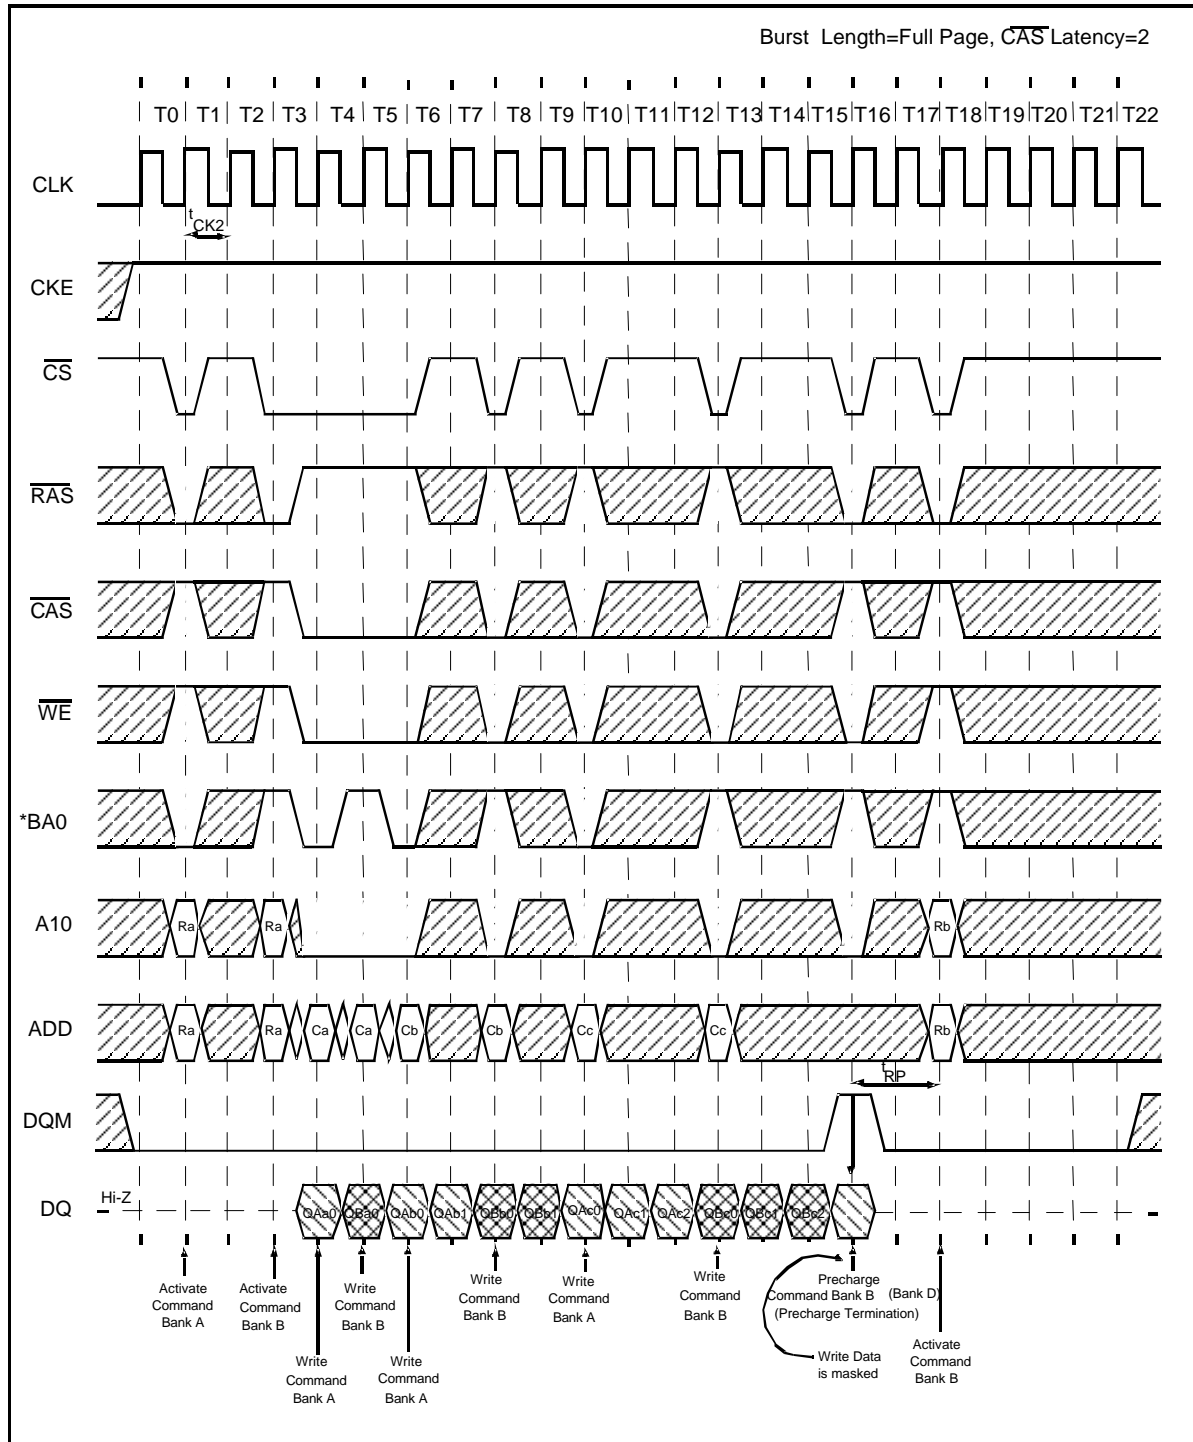 Burst Length=Full Page, CAS Latency=2
T0 T1 T2 T3 T4 T5 T6 T7 T8 T9 T10 T11 T12 T13 T14 T15 T16 T17 T18 T19 T20 T21 T22
CLK
tCK2
CKE
CS
RAS
CAS
WE
*BA0
A10
Ra Ra Rb
ADD
Ra Ra Ca Ca Cb Cb Cc Cc Rb
tRP
DQM
DQ
Hi-Z
QAa0 QBa0 QAb0 QAb1 QBb0 QBb1 QAc0 QAc1 QAc2 QBc0 QBc1 QBc2
Activate
Command
Bank A
Activate
Command
Bank B
Write
Command
Bank B
Write
Command
Bank B
Write
Command
Bank A
Write
Command
Bank B
Precharge
Command Bank B (Bank D)
(Precharge Termination)
Write
Command
Bank A
Write
Command
Bank A
Write Data
is masked
Activate
Command
Bank B